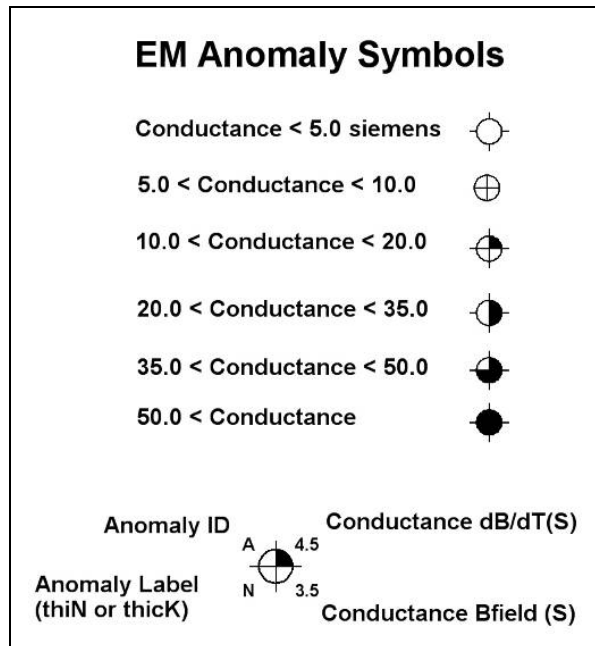 EM Anomaly Symbols
Conductance < 5.0 siemens
5.0 < Conductance < 10.0
10.0 < Conductance < 20.0
20.0 < Conductance < 35.0
35.0 < Conductance < 50.0
50.0 < Conductance
Anomaly ID
Conductance dB/dT(S)
A 4.5
N 3.5
Anomaly Label
(thiN or thicK)
Conductance Bfield (S)